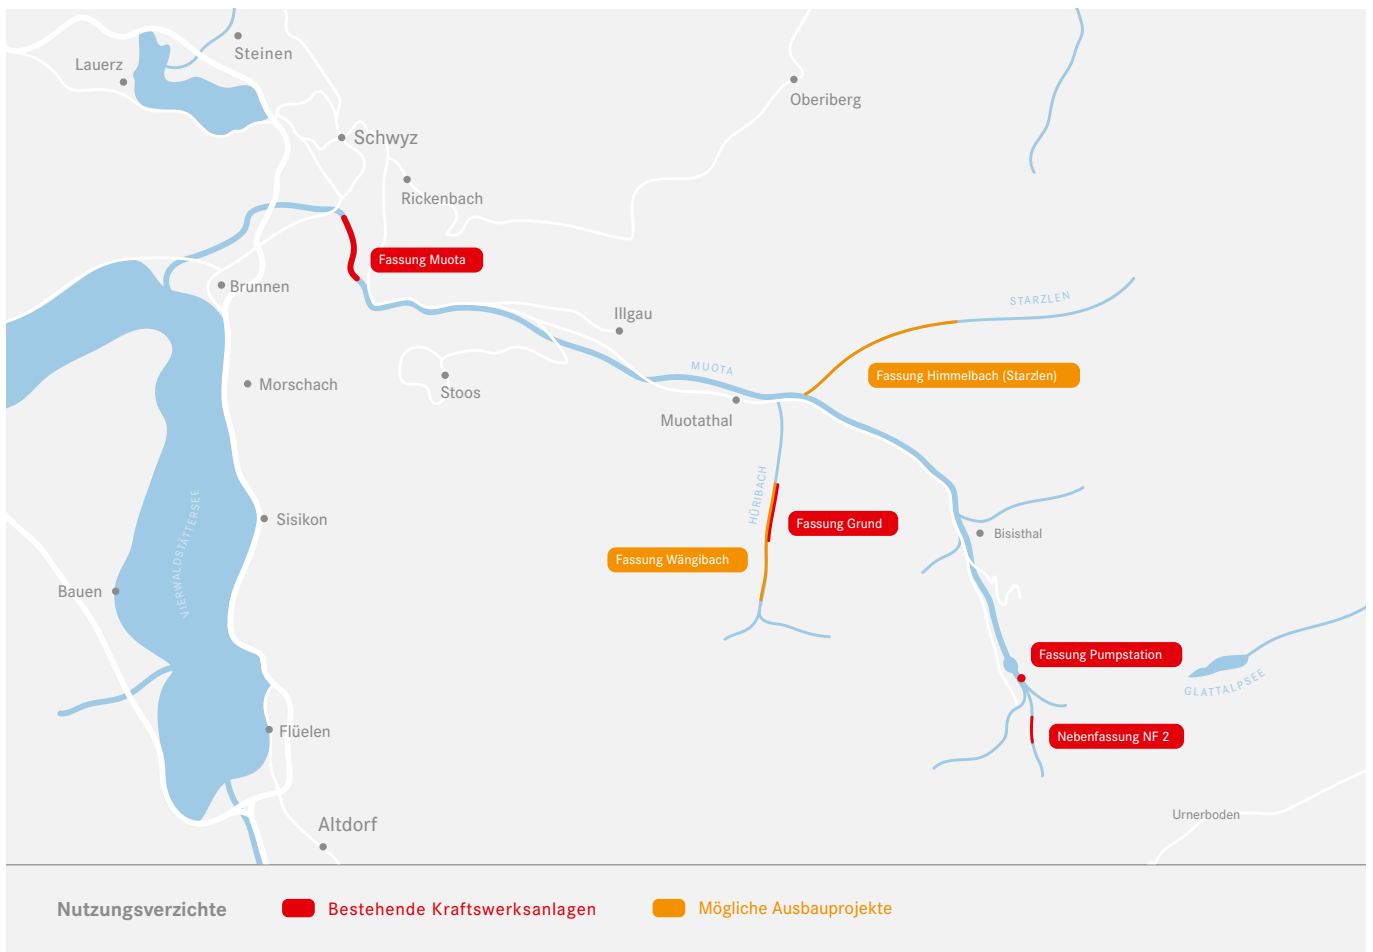 Steinen
Lauerz
Oberiberg
Schwyz
Rickenbach
Fassung Muota
Brunnen
STARZLEN
Illgau
MUOTA
Fassung Himmelbach (Starzlen)
Morschach
Stoos
Muotathal
HÜRIBACH
VIERWALDSTÄTTERSEE
Sisikon
Fassung Grund
Bisisthal
Fassung Wängibach
Bauen
Fassung Pumpstation
GLATTALPSEE
Flüelen
Nebenfassung NF 2
Urnerboden
Altdorf
Nutzungsverzichte
Bestehende Kraftswerksanlagen
Mögliche Ausbauprojekte